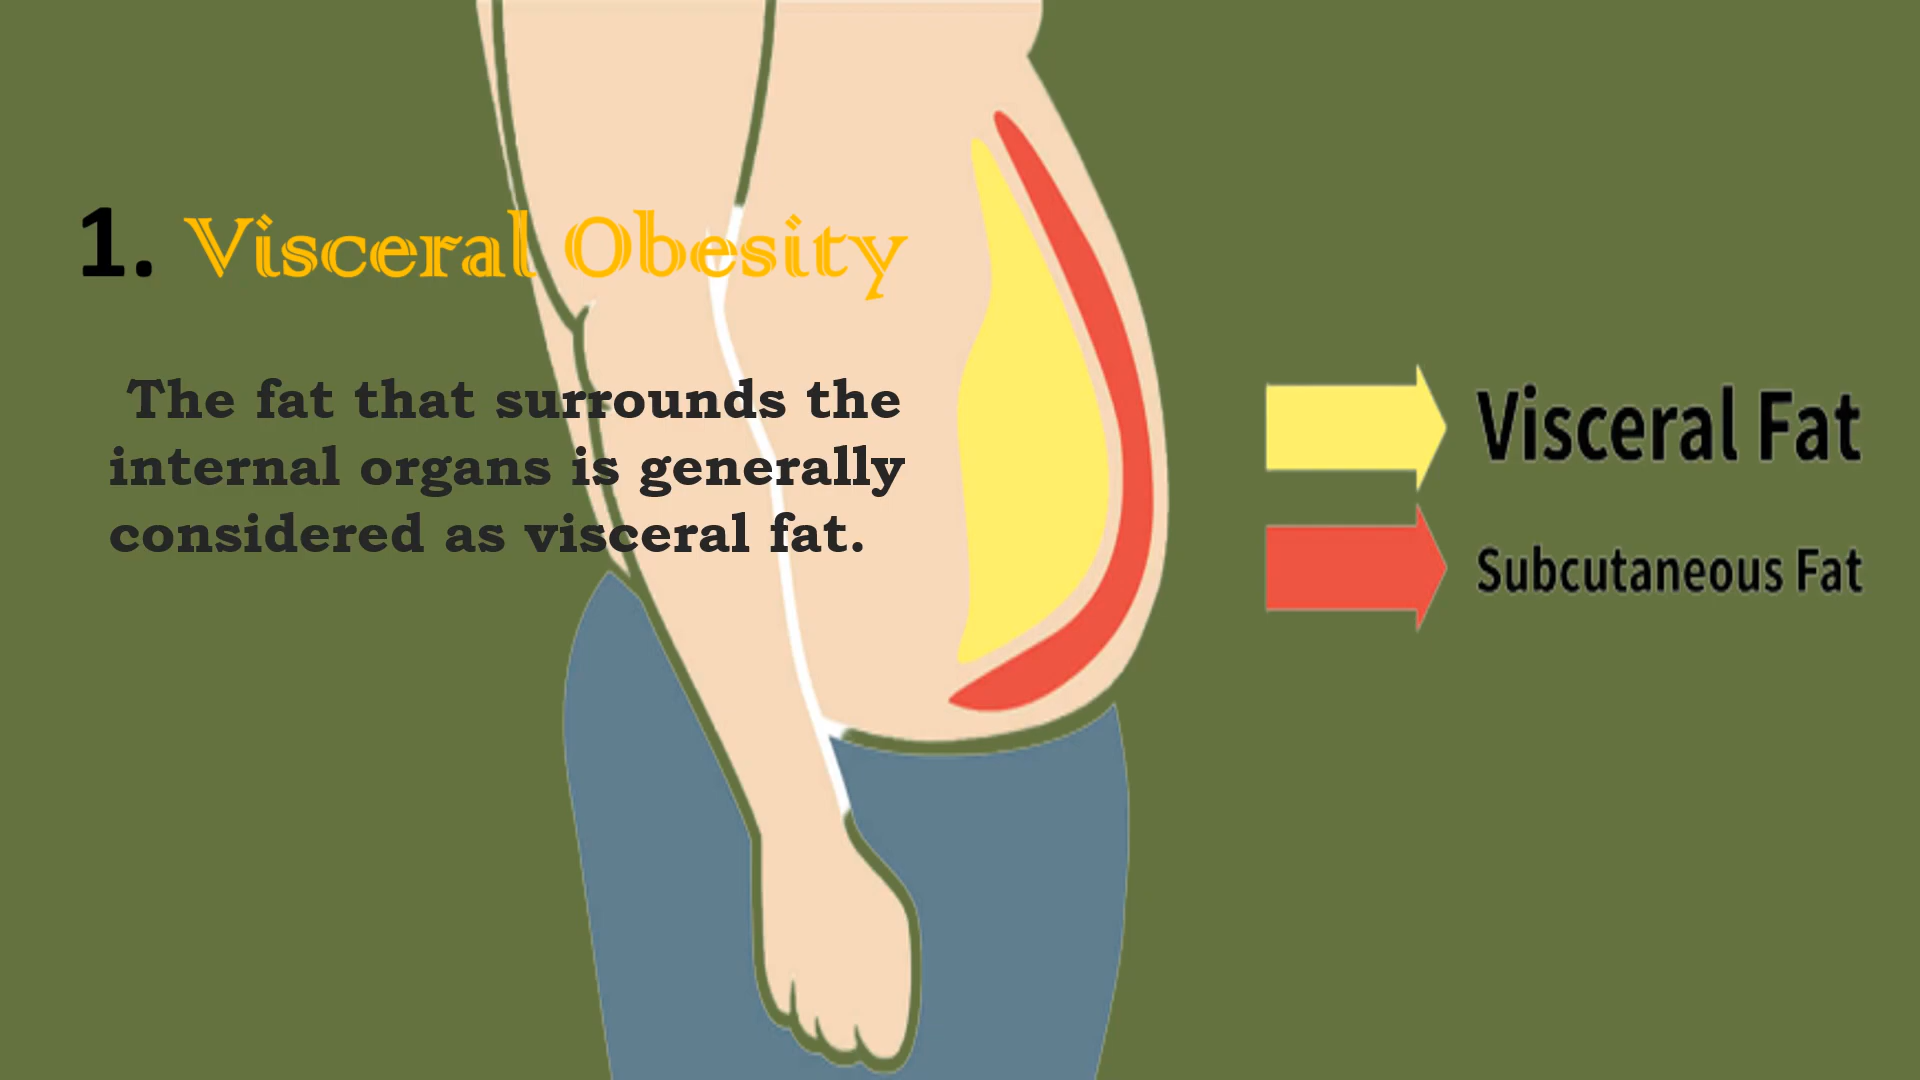 1. Visceral Obesity
The fat that surrounds the
internal organs is generally
considered as visceral fat.
Visceral Fat
Subcutaneous Fat